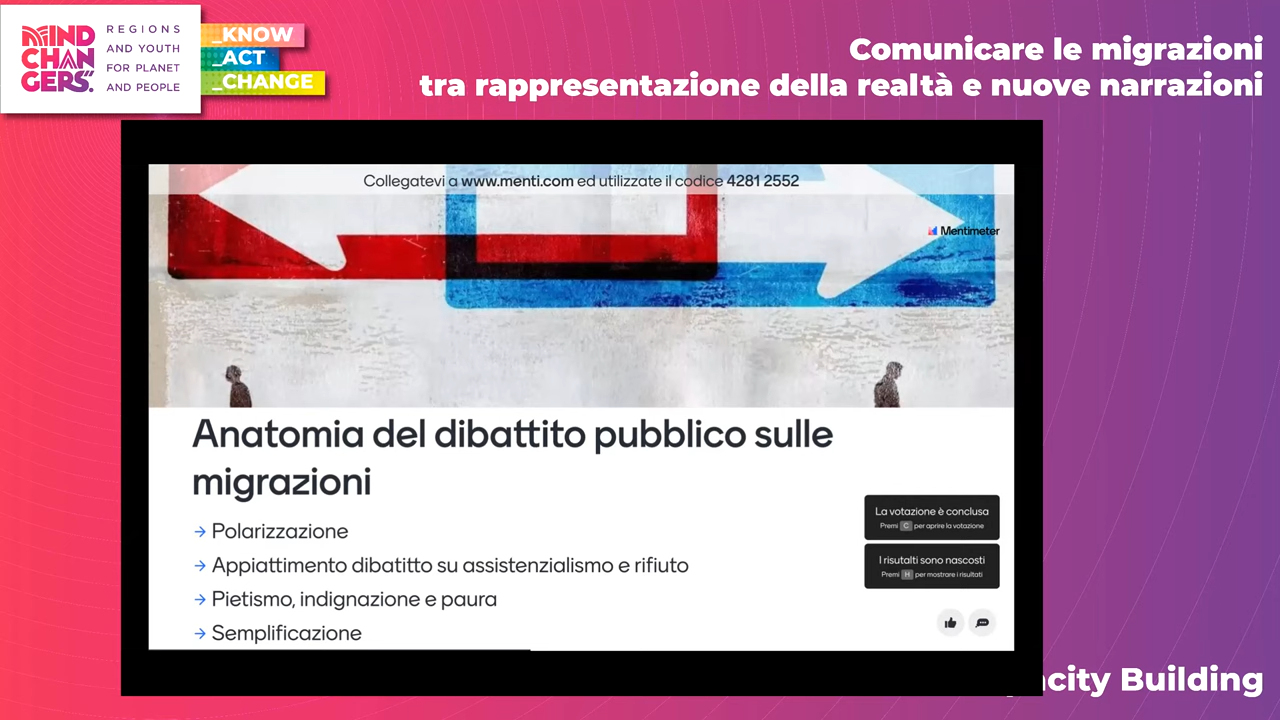 MIND
CHAN
GERS.
REGIONS
AND YOUTH
FOR PLANET
AND PEOPLE
_KNOW
_ACT
_CHANGE
Comunicare le migrazioni
tra rappresentazione della realtà e nuove narrazioni
Collegatevi a www.menti.com ed utilizzate il codice 4281 2552
Mentimeter
Anatomia del dibattito pubblico sulle
migrazioni
→ Polarizzazione
→ Appiattimento dibatitto su assistenzialismo e rifiuto
→ Pietismo, indignazione e paura
→ Semplificazione
La votazione è conclusa
Premi C per aprire la votazione
I risutalti sono nascosti
Premi H per mostrare i risultati
Building